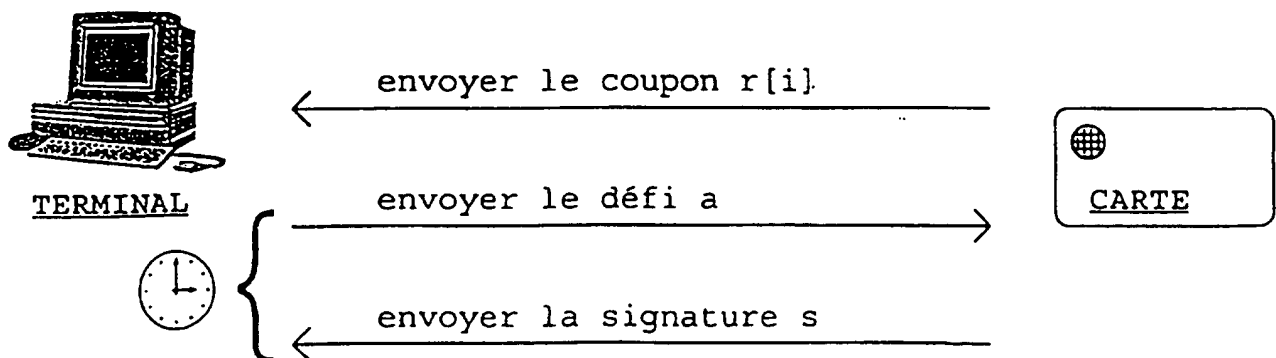 envoyer le coupon r[i]
TERMINAL
envoyer le défi a
CARTE
envoyer la signature s